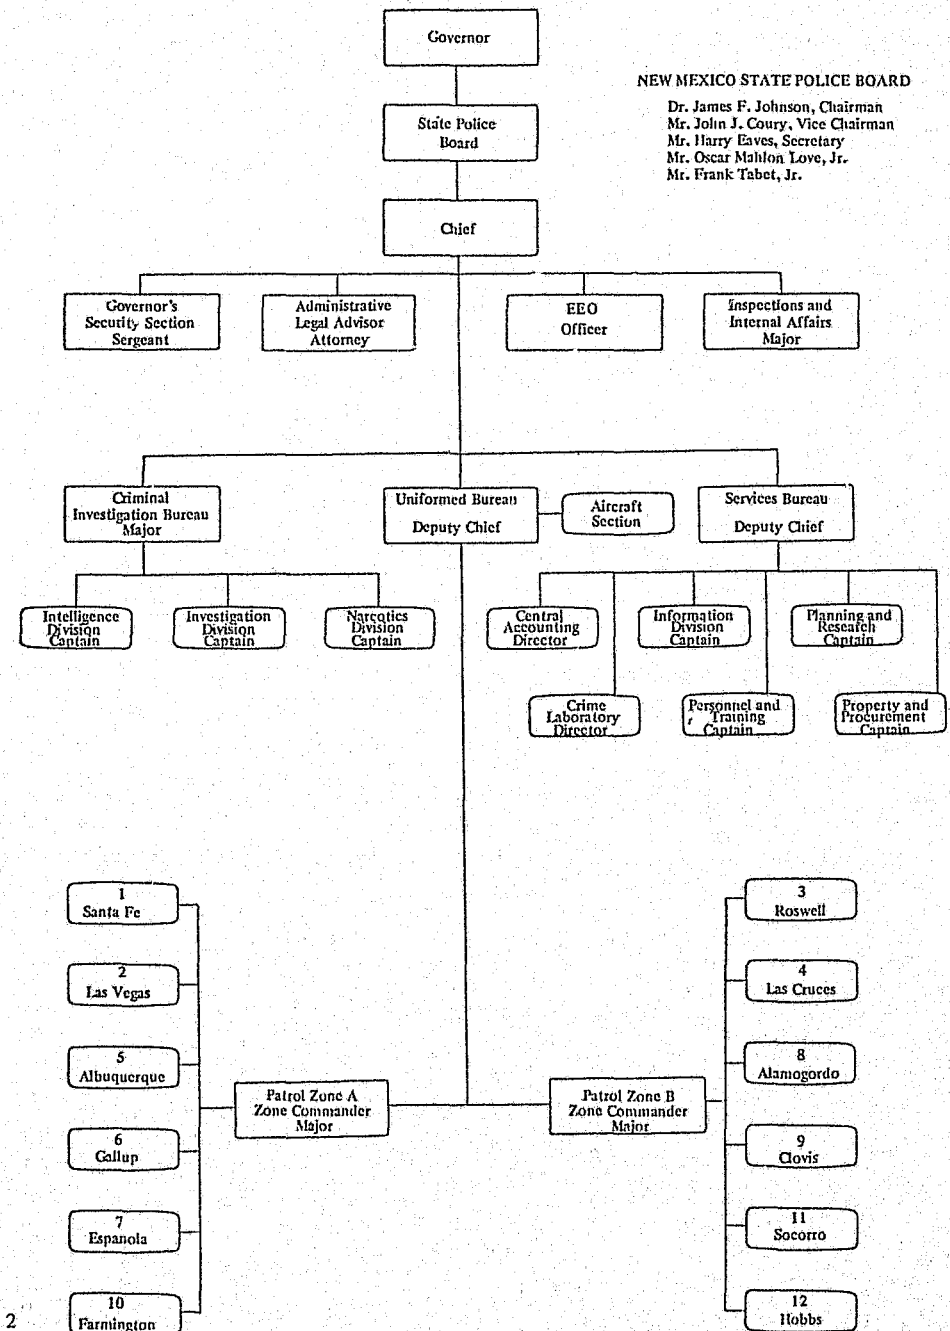 Governor
NEW MEXICO STATE POLICE BOARD
Dr. James F. Johnson, Chairman
Mr. John J. Coury, Vice Chairman
Mr. Harry Eaves, Secretary
Mr. Oscar Mahlon Love, Jr.
Mr. Frank Tabet, Jr.
State Police
Board
Chief
Governor's
Security Section
Sergeant
Administrative
Legal Advisor
Attorney
EEO
Officer
Inspections and
Internal Affairs
Major
Criminal
Investigation Bureau
Major
Uniformed Bureau
Deputy Chief
Aircraft
Section
Services Bureau
Deputy Chief
Intelligence
Division
Captain
Investigation
Division
Captain
Narcotics
Division
Captain
Central
Accounting
Director
Information
Division
Captain
Planning and
Research
Captain
Crime
Laboratory
Director
Personnel and
Training
Captain
Property and
Procurement
Captain
1
Santa Fe
2
Las Vegas
5
Albuquerque
6
Gallup
7
Espanola
10
Farmington
Patrol Zone A
Zone Commander
Major
Patrol Zone B
Zone Commander
Major
3
Roswell
4
Las Cruces
8
Alamogordo
9
Clovis
11
Socorro
12
Hobbs
2